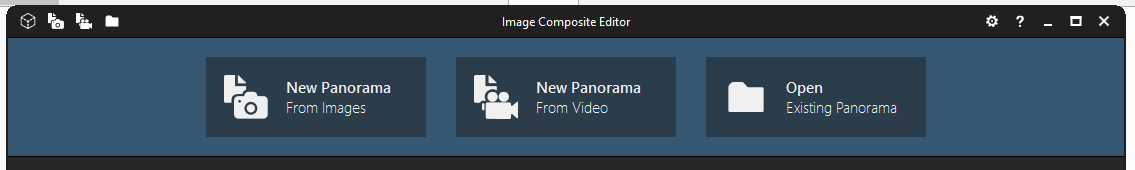 Image Composite Editor
?
New Panorama
From Images
New Panorama
From Video
Open
Existing Panorama